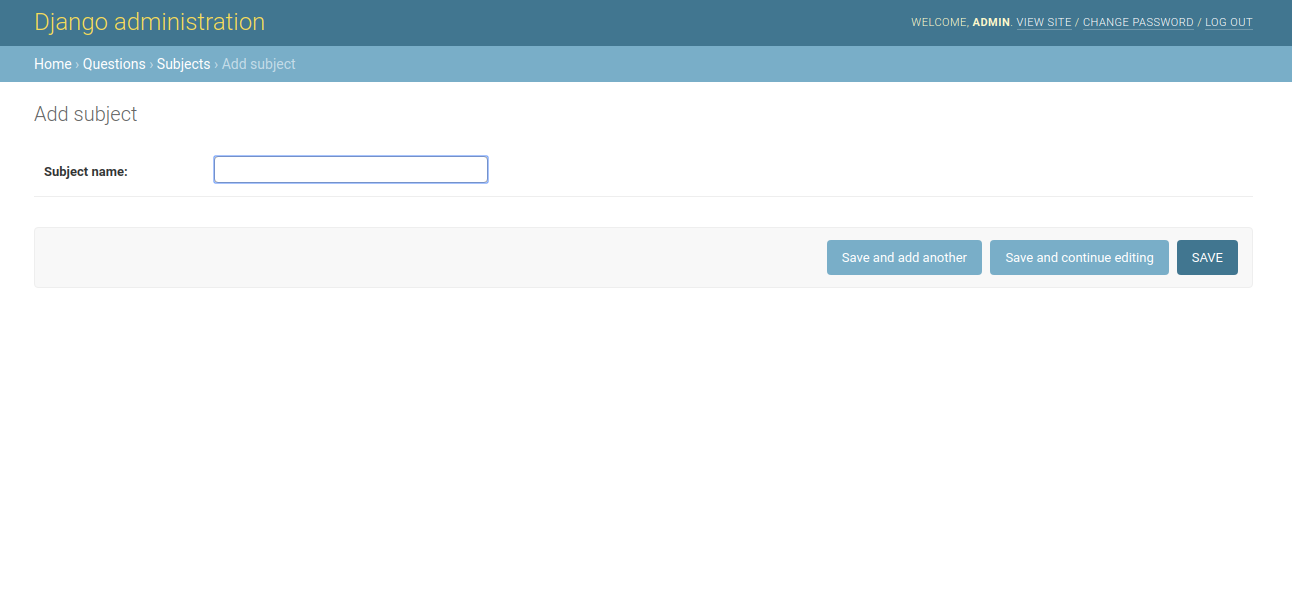 Django administration
WELCOME, ADMIN. VIEW SITE / CHANGE PASSWORD / LOG OUT
Home › Questions › Subjects › Add subject
Add subject
Subject name:
Save and add another
Save and continue editing
SAVE